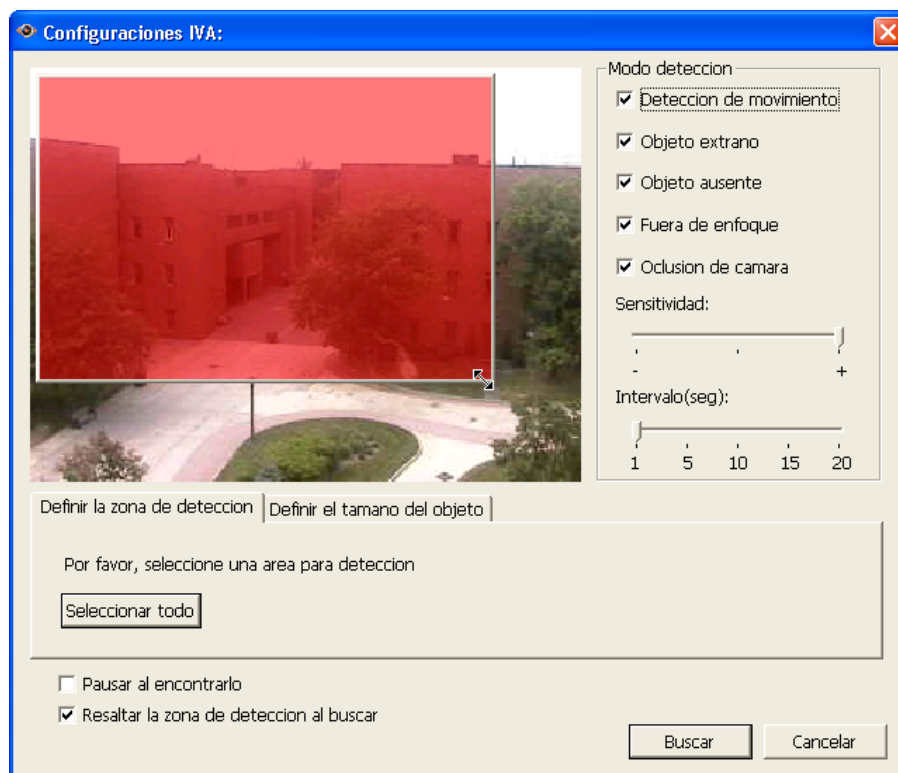 Configuraciones IVA:
Modo deteccion
Deteccion de movimiento
Objeto extrano
Objeto ausente
Fuera de enfoque
Oclusion de camara
Sensitividad:
- +
Intervalo(seg):
1 5 10 15 20
Definir la zona de deteccion
Definir el tamano del objeto
Por favor, seleccione una area para deteccion
Seleccionar todo
Pausar al encontrarlo
Resaltar la zona de deteccion al buscar
Buscar
Cancelar